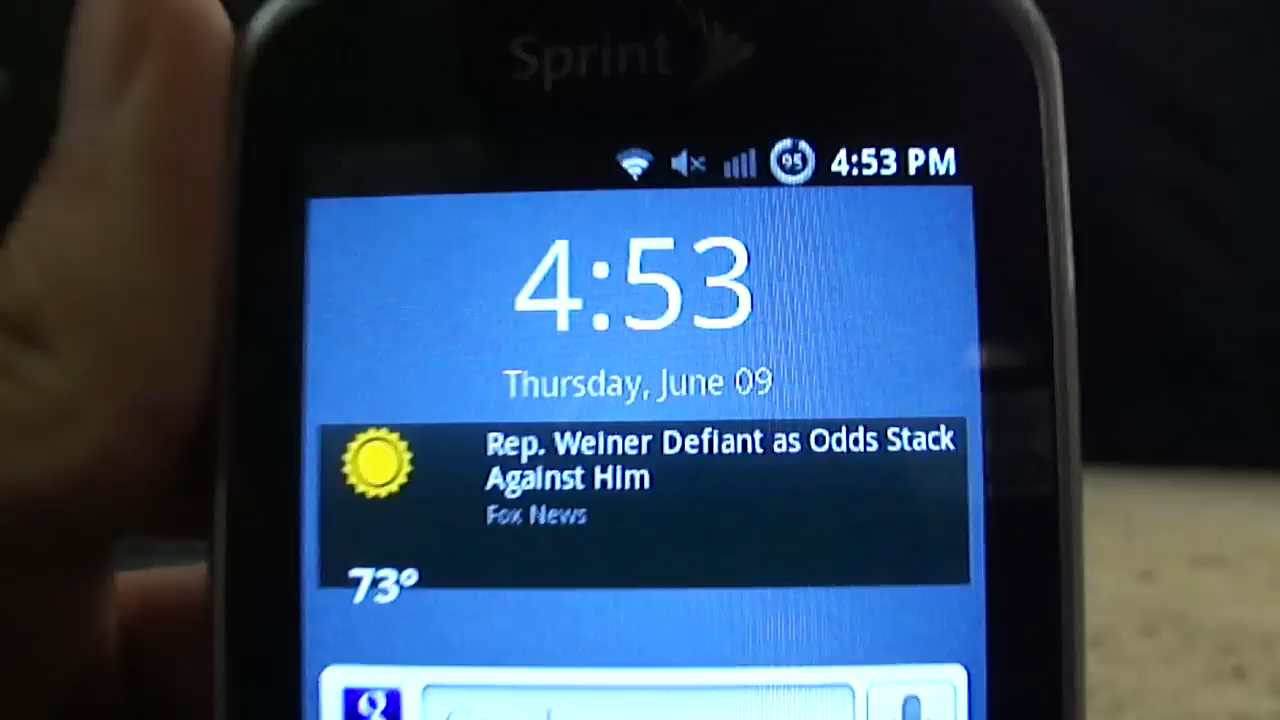 Sprint
95 4:53 PM
4:53
Thursday, June 09
Rep. Weiner Defiant as Odds Stack
Against Him
Fox News
73°